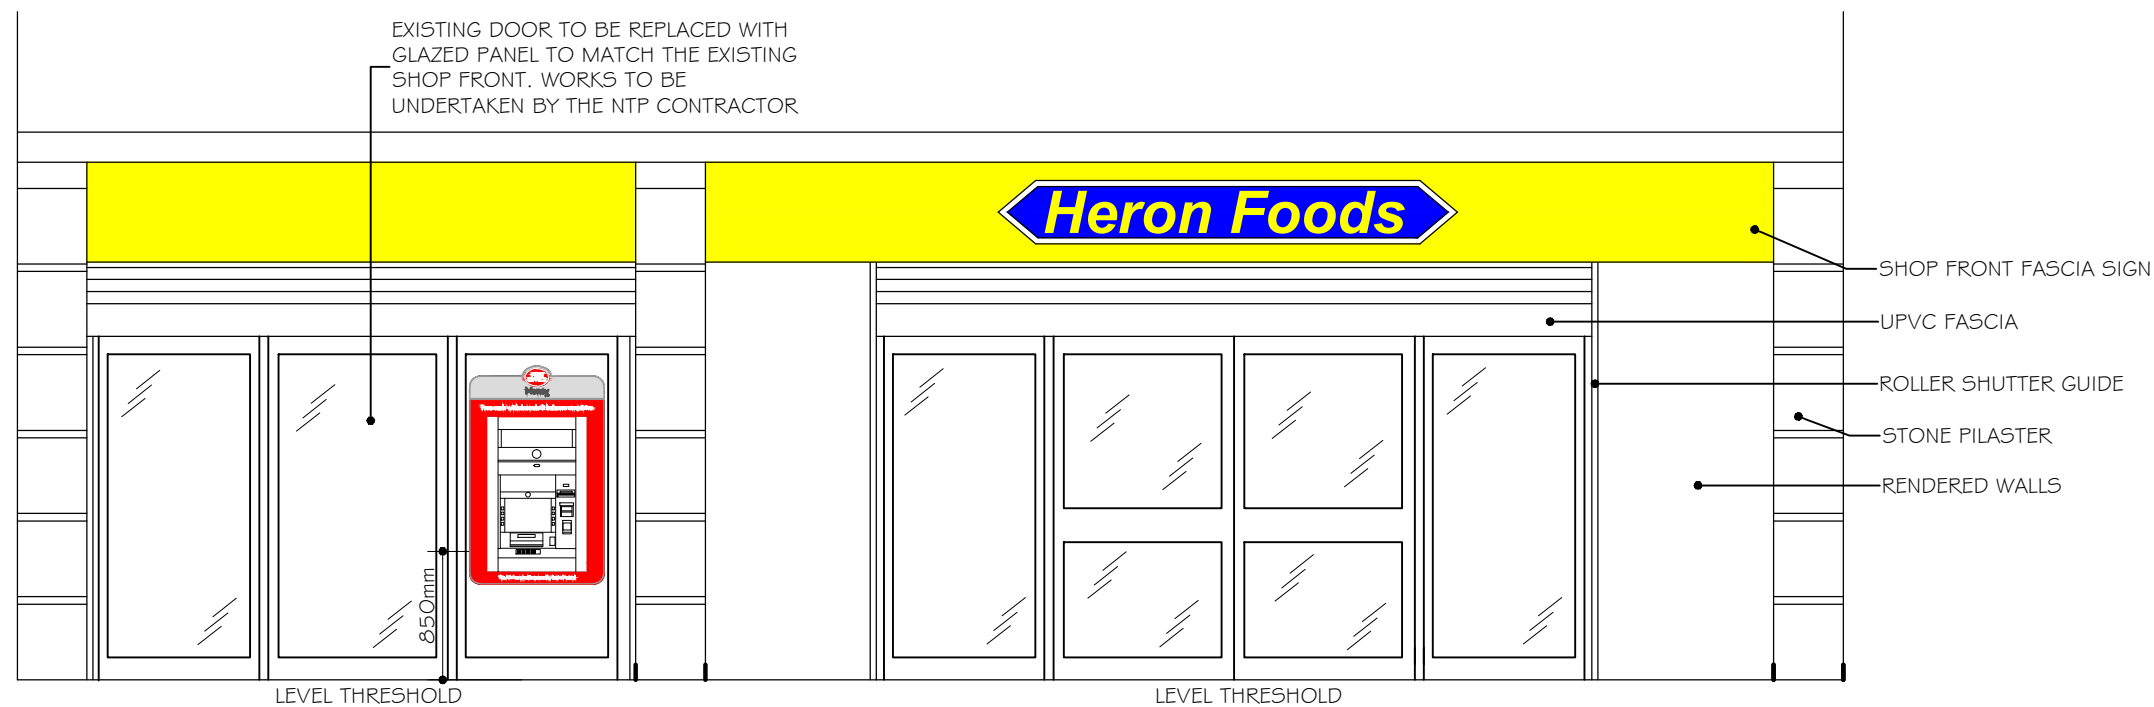 EXISTING DOOR TO BE REPLACED WITH
GLAZED PANEL TO MATCH THE EXISTING
SHOP FRONT. WORKS TO BE
UNDERTAKEN BY THE NTP CONTRACTOR
Heron Foods
SHOP FRONT FASCIA SIGN
UPVC FASCIA
ROLLER SHUTTER GUIDE
Money
STONE PILASTER
RENDERED WALLS
850mm
LEVEL THRESHOLD
LEVEL THRESHOLD